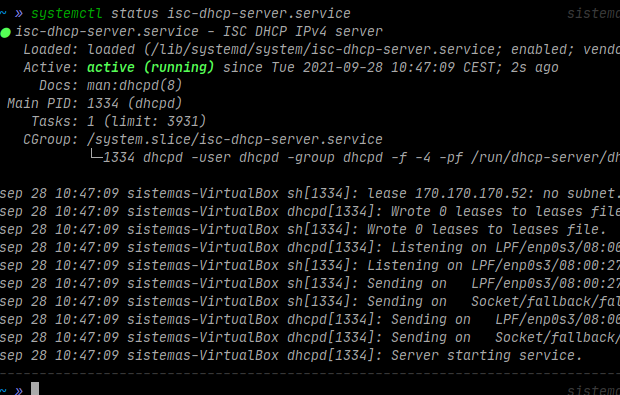 ~ » systemctl status isc-dhcp-server.service sistem
● isc-dhcp-server.service - ISC DHCP IPv4 server
Loaded: loaded (/lib/systemd/system/isc-dhcp-server.service; enabled; vend
Active: active (running) since Tue 2021-09-28 10:47:09 CEST; 2s ago
Docs: man:dhcpd(8)
Main PID: 1334 (dhcpd)
Tasks: 1 (limit: 3931)
CGroup: /system.slice/isc-dhcp-server.service
└─1334 dhcpd -user dhcpd -group dhcpd -f -4 -pf /run/dhcp-server/dh
sep 28 10:47:09 sistemas-VirtualBox sh[1334]: lease 170.170.170.52: no subnet.
sep 28 10:47:09 sistemas-VirtualBox dhcpd[1334]: Wrote 0 leases to leases file
sep 28 10:47:09 sistemas-VirtualBox sh[1334]: Wrote 0 leases to leases file.
sep 28 10:47:09 sistemas-VirtualBox dhcpd[1334]: Listening on LPF/enp0s3/08:00
sep 28 10:47:09 sistemas-VirtualBox sh[1334]: Listening on LPF/enp0s3/08:00:27
sep 28 10:47:09 sistemas-VirtualBox sh[1334]: Sending on   LPF/enp0s3/08:00:27
sep 28 10:47:09 sistemas-VirtualBox sh[1334]: Sending on   Socket/fallback/fal
sep 28 10:47:09 sistemas-VirtualBox dhcpd[1334]: Sending on   LPF/enp0s3/08:00
sep 28 10:47:09 sistemas-VirtualBox dhcpd[1334]: Sending on   Socket/fallback/
sep 28 10:47:09 sistemas-VirtualBox dhcpd[1334]: Server starting service.
~ » sistem